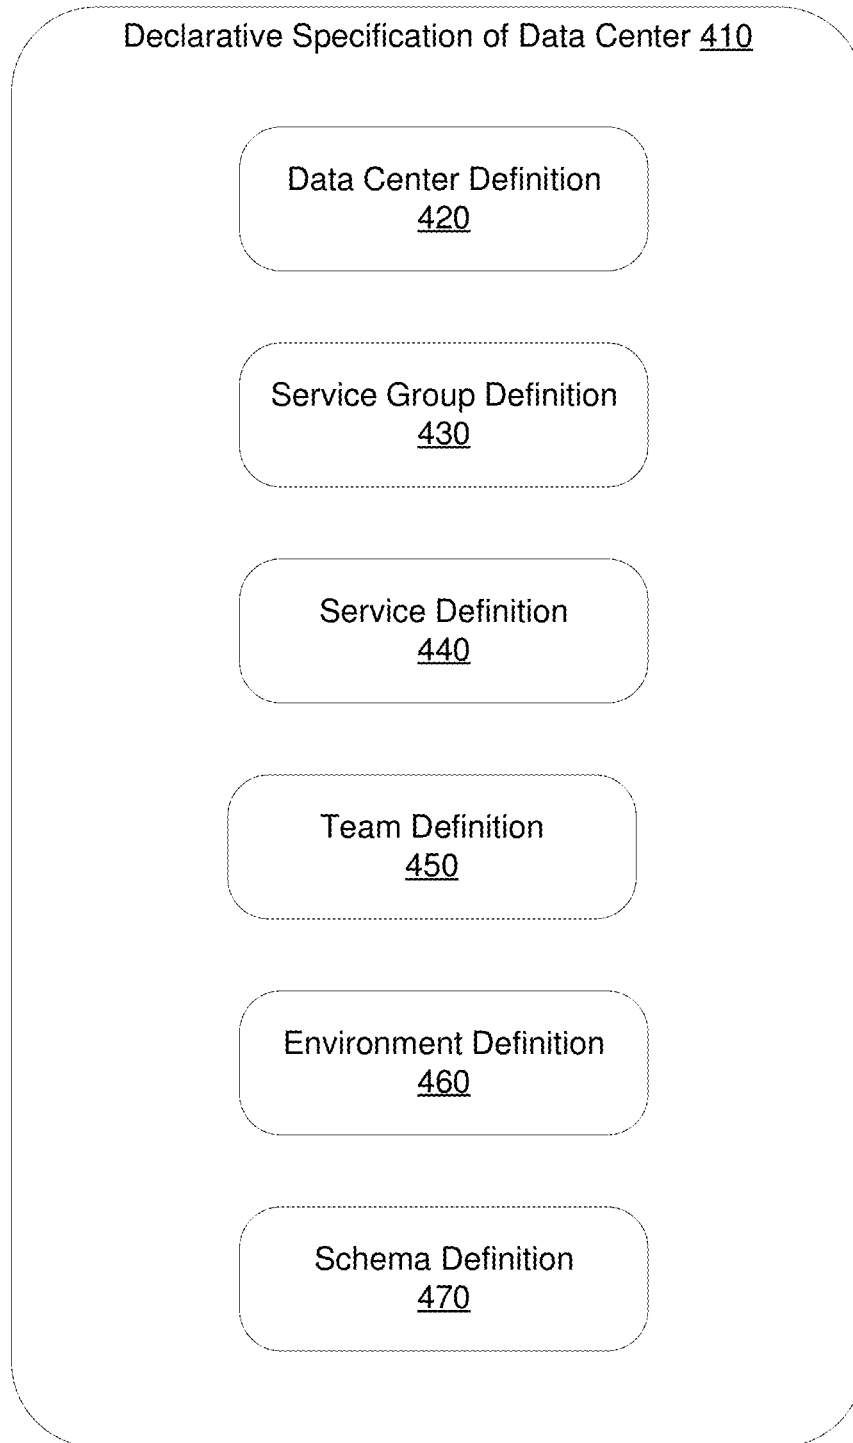 Declarative Specification of Data Center 410
Data Center Definition
420
Service Group Definition
430
Service Definition
440
Team Definition
450
Environment Definition
460
Schema Definition
470